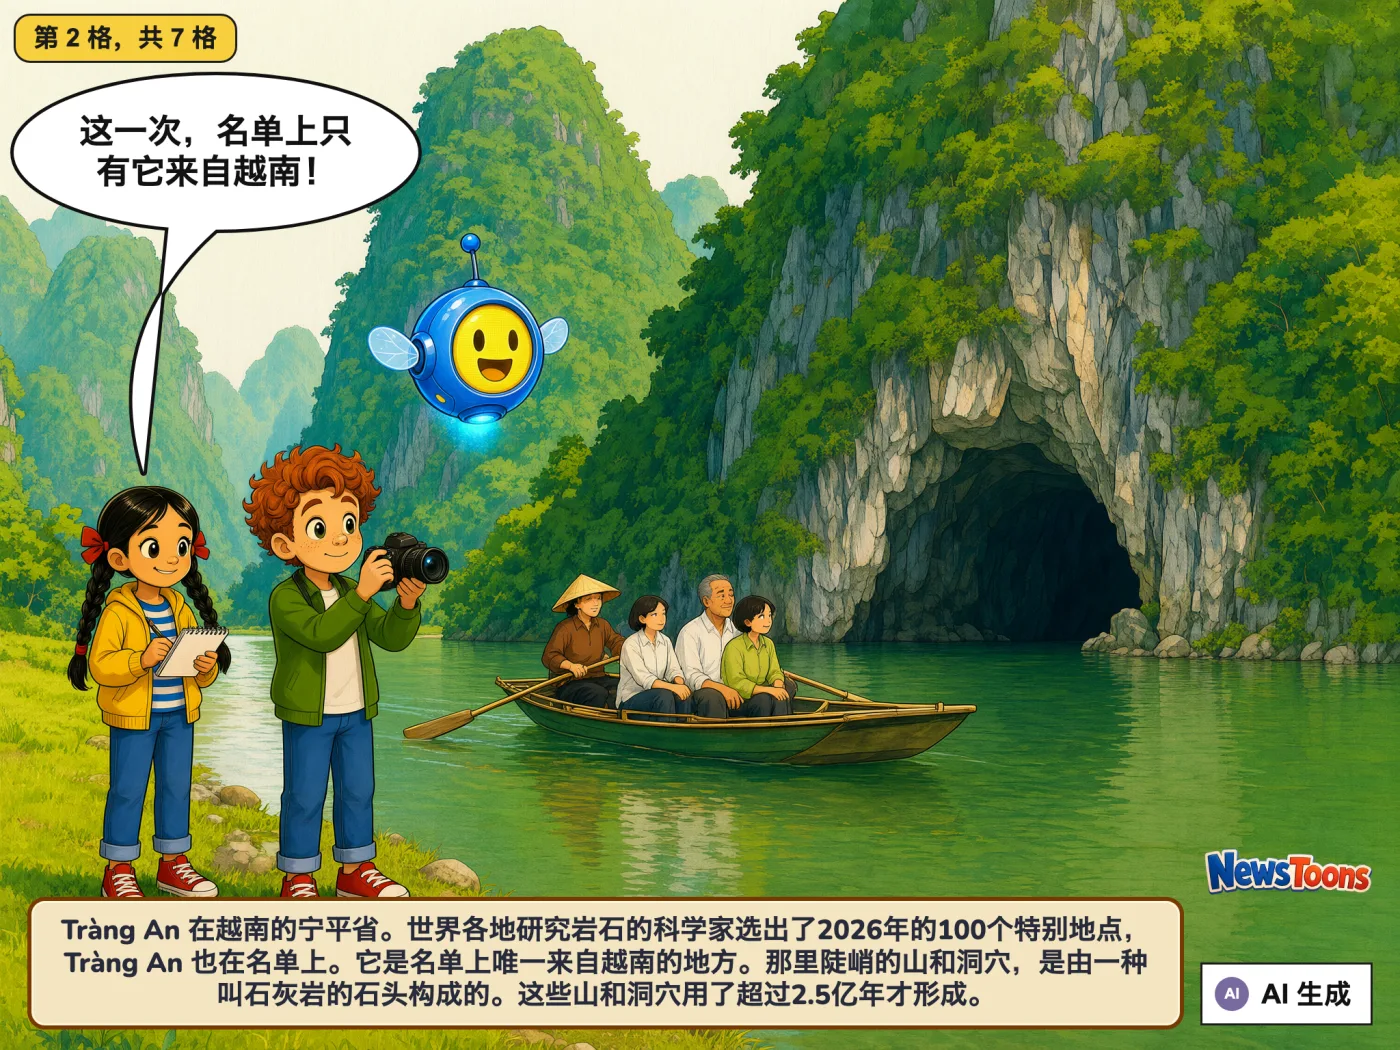 第 2 格，共 7 格
这一次，名单上只
有它来自越南！
NewsToons
Tràng An 在越南的宁平省。世界各地研究岩石的科学家选出了2026年的100个特别地点，
Tràng An 也在名单上。它是名单上唯一来自越南的地方。那里陡峭的山和洞穴，是由一种
叫石灰岩的石头构成的。这些山和洞穴用了超过2.5亿年才形成。
AI AI 生成